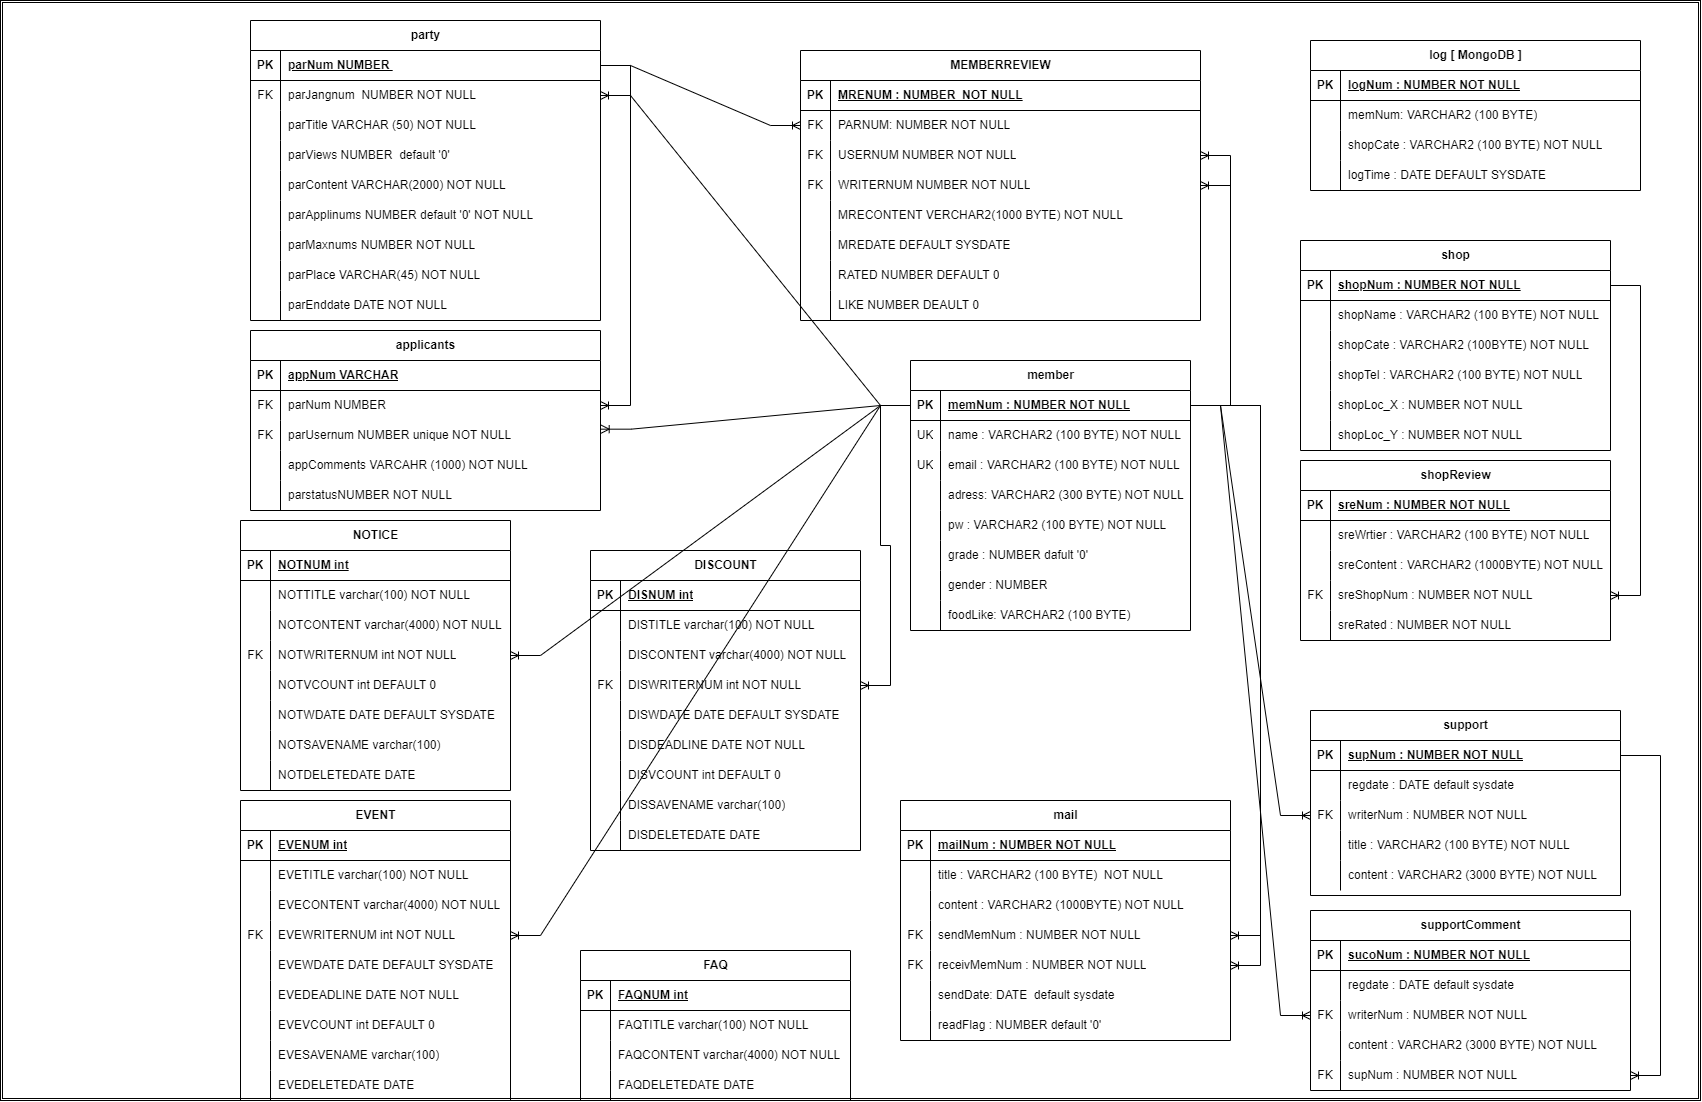 party
PK parNum NUMBER
FK parJangnum NUMBER NOT NULL
parTitle VARCHAR (50) NOT NULL
parViews NUMBER default '0'
parContent VARCHAR(2000) NOT NULL
parApplinums NUMBER default '0' NOT NULL
parMaxnums NUMBER NOT NULL
parPlace VARCHAR(45) NOT NULL
parEnddate DATE NOT NULL
applicants
PK appNum VARCHAR
FK parNum NUMBER
FK parUsernum NUMBER unique NOT NULL
appComments VARCAHR (1000) NOT NULL
parstatusNUMBER NOT NULL
NOTICE
PK NOTNUM int
NOTTITLE varchar(100) NOT NULL
NOTCONTENT varchar(4000) NOT NULL
FK NOTWRITERNUM int NOT NULL
NOTVCOUNT int DEFAULT 0
NOTWDATE DATE DEFAULT SYSDATE
NOTSAVENAME varchar(100)
NOTDELETEDATE DATE
EVENT
PK EVENUM int
EVETITLE varchar(100) NOT NULL
EVECONTENT varchar(4000) NOT NULL
FK EVEWRITERNUM int NOT NULL
EVEWDATE DATE DEFAULT SYSDATE
EVEDEADLINE DATE NOT NULL
EVEVCOUNT int DEFAULT 0
EVESAVENAME varchar(100)
EVEDELETEDATE DATE
DISCOUNT
PK DISNUM int
DISTITLE varchar(100) NOT NULL
DISCONTENT varchar(4000) NOT NULL
FK DISWRITERNUM int NOT NULL
DISWDATE DATE DEFAULT SYSDATE
DISDEADLINE DATE NOT NULL
DISVCOUNT int DEFAULT 0
DISSAVENAME varchar(100)
DISDELETEDATE DATE
FAQ
PK FAQNUM int
FAQTITLE varchar(100) NOT NULL
FAQCONTENT varchar(4000) NOT NULL
FAQDELETEDATE DATE
MEMBERREVIEW
PK MRENUM : NUMBER NOT NULL
FK PARNUM: NUMBER NOT NULL
FK USERNUM NUMBER NOT NULL
FK WRITERNUM NUMBER NOT NULL
MRECONTENT VERCHAR2(1000 BYTE) NOT NULL
MREDATE DEFAULT SYSDATE
RATED NUMBER DEFAULT 0
LIKE NUMBER DEAULT 0
member
PK memNum : NUMBER NOT NULL
UK name : VARCHAR2 (100 BYTE) NOT NULL
UK email : VARCHAR2 (100 BYTE) NOT NULL
adress: VARCHAR2 (300 BYTE) NOT NULL
pw : VARCHAR2 (100 BYTE) NOT NULL
grade : NUMBER dafult '0'
gender : NUMBER
foodLike: VARCHAR2 (100 BYTE)
mail
PK mailNum : NUMBER NOT NULL
title : VARCHAR2 (100 BYTE) NOT NULL
content : VARCHAR2 (1000BYTE) NOT NULL
FK sendMemNum : NUMBER NOT NULL
FK receivMemNum : NUMBER NOT NULL
sendDate: DATE default sysdate
readFlag : NUMBER default '0'
log [ MongoDB ]
PK logNum : NUMBER NOT NULL
memNum: VARCHAR2 (100 BYTE)
shopCate : VARCHAR2 (100 BYTE) NOT NULL
logTime : DATE DEFAULT SYSDATE
shop
PK shopNum : NUMBER NOT NULL
shopName : VARCHAR2 (100 BYTE) NOT NULL
shopCate : VARCHAR2 (100BYTE) NOT NULL
shopTel : VARCHAR2 (100 BYTE) NOT NULL
shopLoc_X : NUMBER NOT NULL
shopLoc_Y : NUMBER NOT NULL
shopReview
PK sreNum : NUMBER NOT NULL
sreWrtier : VARCHAR2 (100 BYTE) NOT NULL
sreContent : VARCHAR2 (1000BYTE) NOT NULL
FK sreShopNum : NUMBER NOT NULL
sreRated : NUMBER NOT NULL
support
PK supNum : NUMBER NOT NULL
regdate : DATE default sysdate
FK writerNum : NUMBER NOT NULL
title : VARCHAR2 (100 BYTE) NOT NULL
content : VARCHAR2 (3000 BYTE) NOT NULL
supportComment
PK sucoNum : NUMBER NOT NULL
regdate : DATE default sysdate
FK writerNum : NUMBER NOT NULL
content : VARCHAR2 (3000 BYTE) NOT NULL
FK supNum : NUMBER NOT NULL